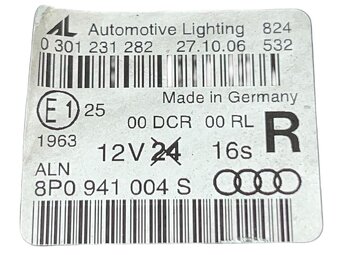 AL Automotive Lighting 824
0 301 231 282 27.10.06 532
E1 25 Made in Germany
00 DCR 00 RL R
1963 12V 24 16s
ALN
8P0 941 004 S